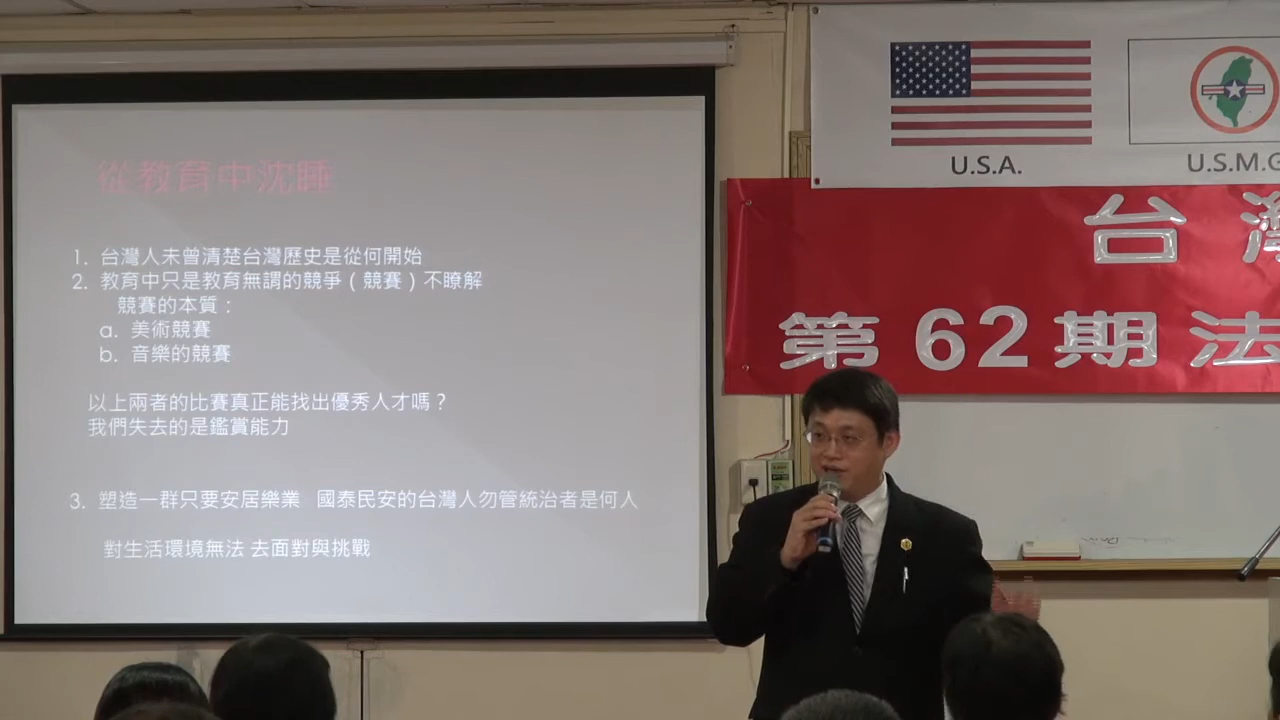 從教育中沈睡
1. 台灣人未曾清楚台灣歷史是從何開始
2. 教育中只是教育無謂的競爭(競賽)不瞭解
競賽的本質:
a. 美術競賽
b. 音樂的競賽
以上兩者的比賽真正能找出優秀人才嗎?
我們失去的是鑑賞能力
3. 塑造一群只要安居樂業 國泰民安的台灣人勿管統治者是何人
對生活環境無法 去面對與挑戰
U.S.A.
U.S.M.G
台灣
第62期法